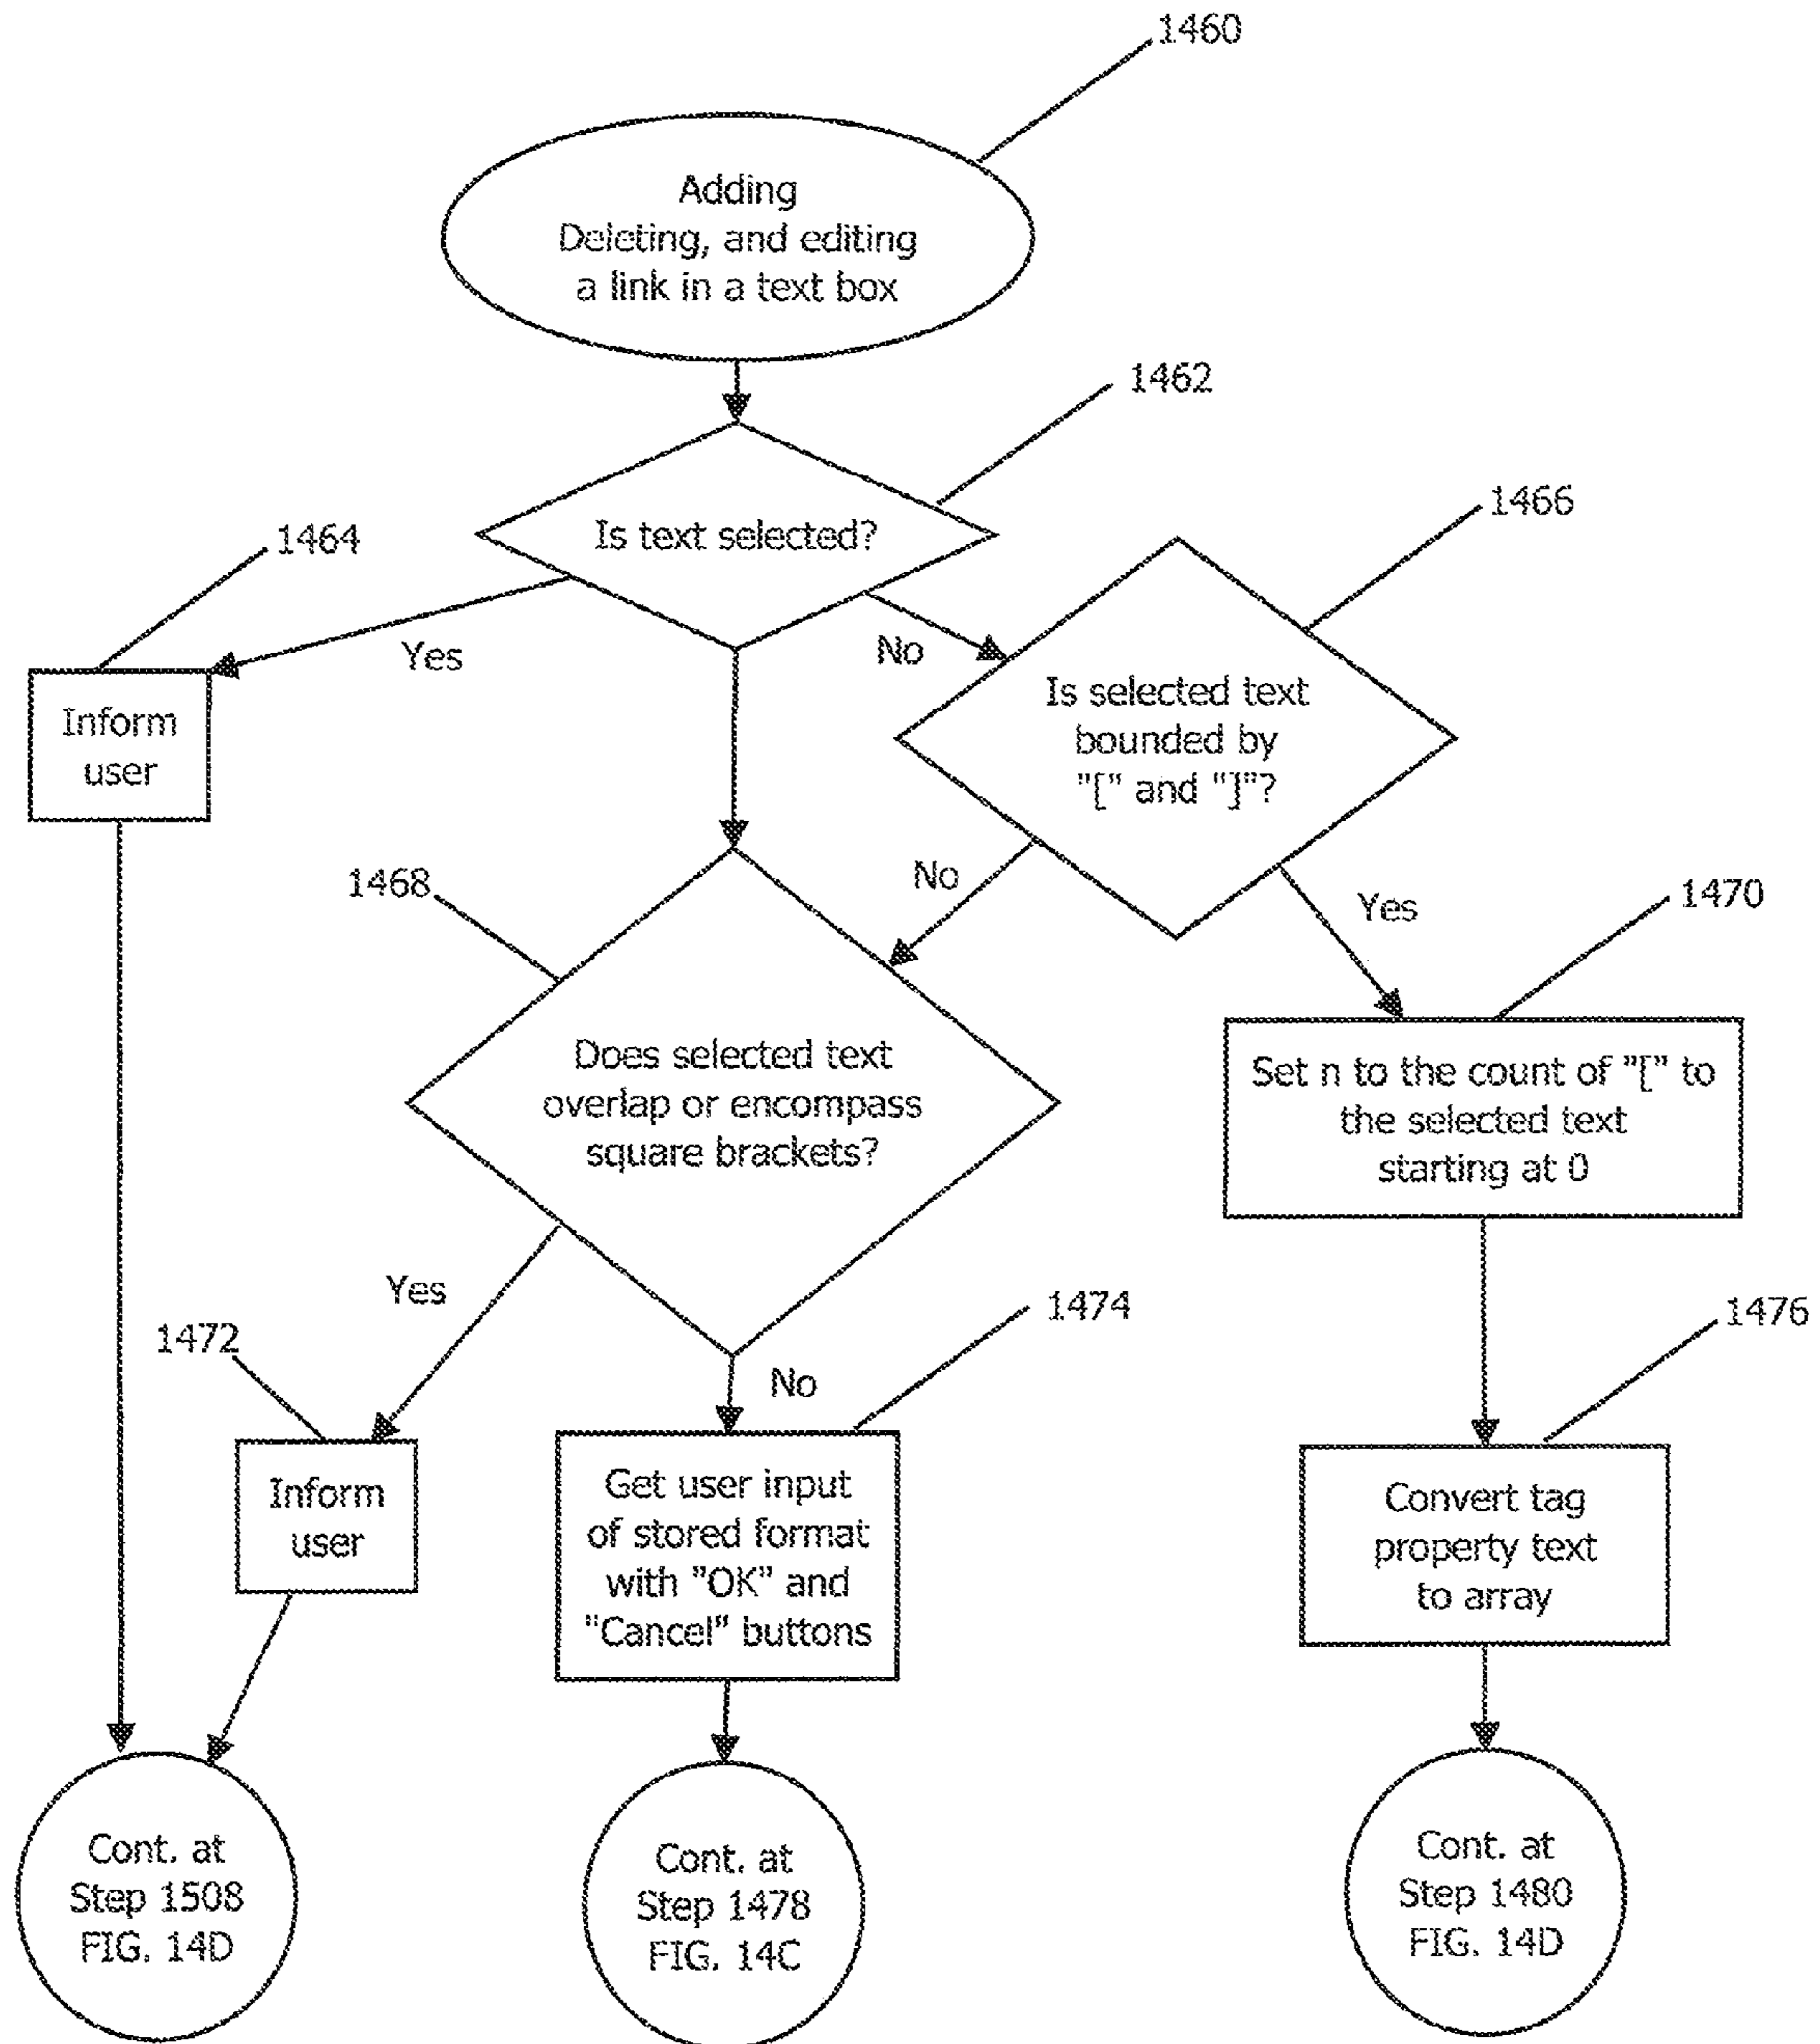 1460
Adding
Deleting, and editing
a link in a text box
1462
Is text selected?
1464
1466
Yes
No
Inform
user
Is selected text
bounded by
"[" and "]"?
1468
No
Yes
1470
Does selected text
overlap or encompass
square brackets?
Set n to the count of "[" to
the selected text
starting at 0
Yes
1472
No
1474
1476
Inform
user
Get user input
of stored format
with "OK" and
"Cancel" buttons
Convert tag
property text
to array
Cont. at
Step 1508
FIG. 14D
Cont. at
Step 1478
FIG. 14C
Cont. at
Step 1480
FIG. 14D